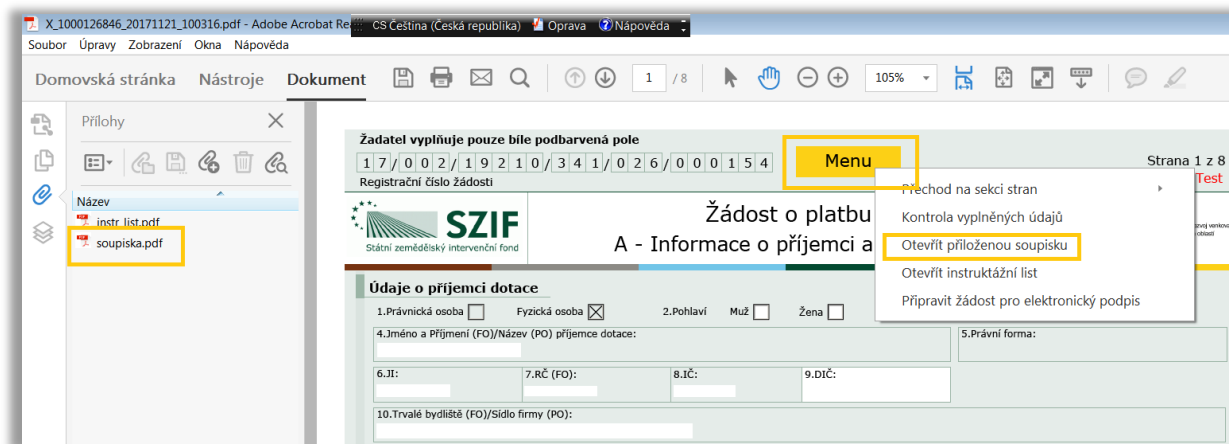 X_1000126846_20171121_100316.pdf - Adobe Acrobat Re
CS Čeština (Česká republika) Oprava Nápověda
Soubor Úpravy Zobrazení Okna Nápověda
Domovská stránka Nástroje Dokument 1 / 8 105%
Přílohy
Název
instr_list.pdf
soupiska.pdf
Žadatel vyplňuje pouze bíle podbarvená pole
17/002/19210/341/026/000154
Registrační číslo žádosti
Menu
Strana 1 z 8
Test
Přechod na sekci stran
Kontrola vyplněných údajů
Otevřít přiloženou soupisku
Otevřít instruktážní list
Připravit žádost pro elektronický podpis
SZIF
Státní zemědělský intervenční fond
Žádost o platbu
A - Informace o příjemci a
Údaje o příjemci dotace
1.Právnická osoba Fyzická osoba 2.Pohlaví Muž Žena
4.Jméno a Příjmení (FO)/Název (PO) příjemce dotace: 5.Právní forma:
6.JI: 7.RČ (FO): 8.IČ: 9.DIČ:
10.Trvalé bydliště (FO)/Sídlo firmy (PO):